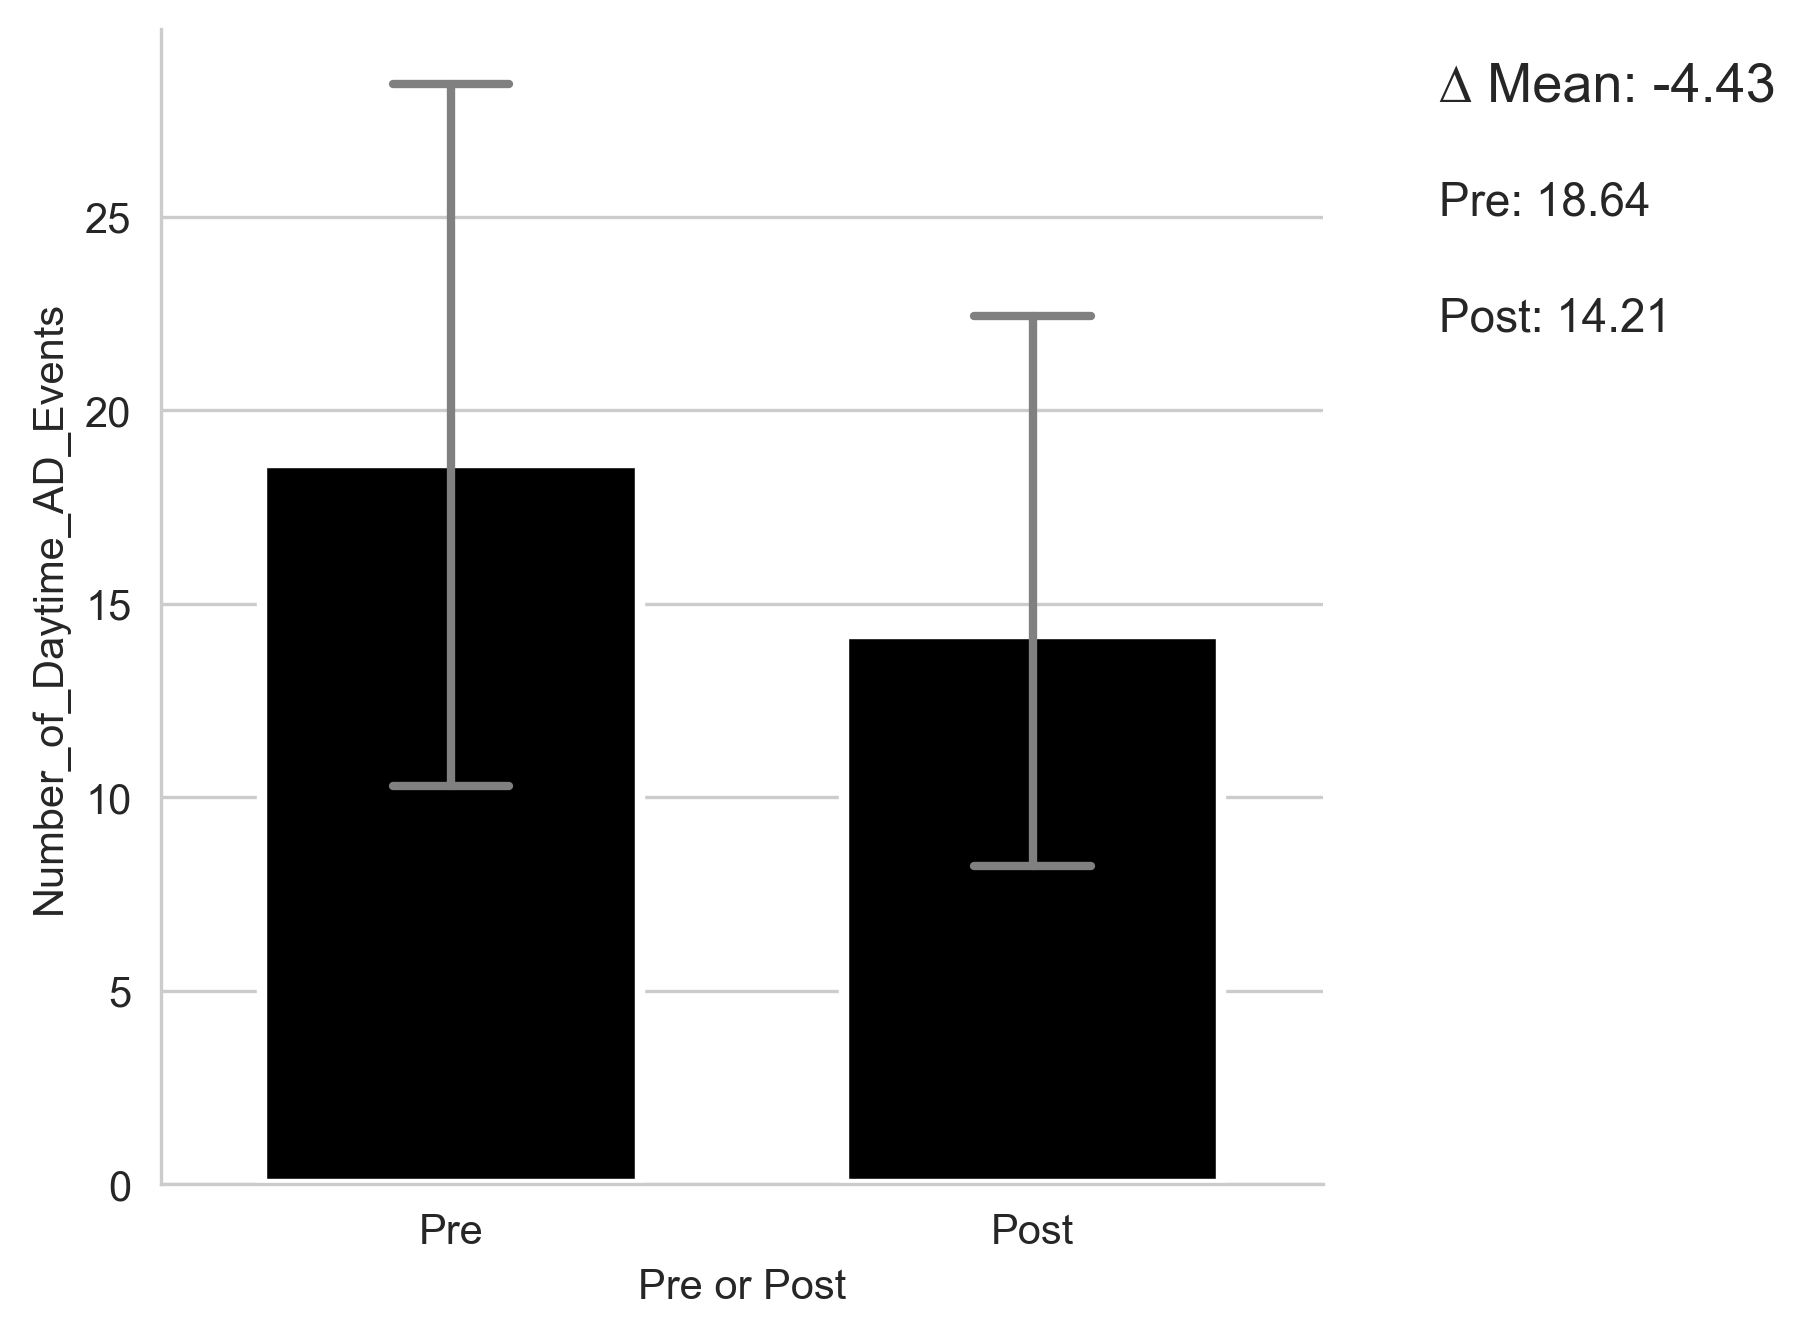 Δ Mean: -4.43
Pre: 18.64
Post: 14.21
Number_of_Daytime_AD_Events
25
20
15
10
5
0
Pre
Post
Pre or Post